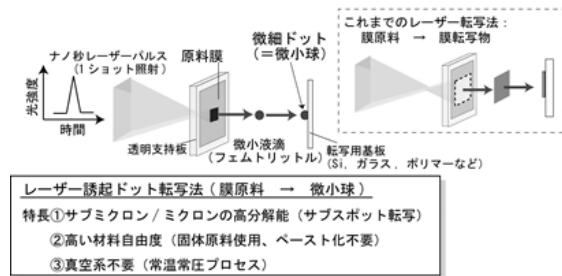 これまでのレーザー転写法：
膜原料 → 膜転写物
微細ドット
(＝微小球)
ナノ秒レーザーパルス
(1ショット照射)
原料膜
光強度
時間
透明支持板
微小液滴
(フェムトリットル)
転写用基板
(Si, ガラス, ポリマーなど)
レーザー誘起ドット転写法(膜原料 → 微小球)
特長①サブミクロン/ミクロンの高分解能(サブスポット転写)
②高い材料自由度(固体原料使用、ペースト化不要)
③真空系不要(常温常圧プロセス)